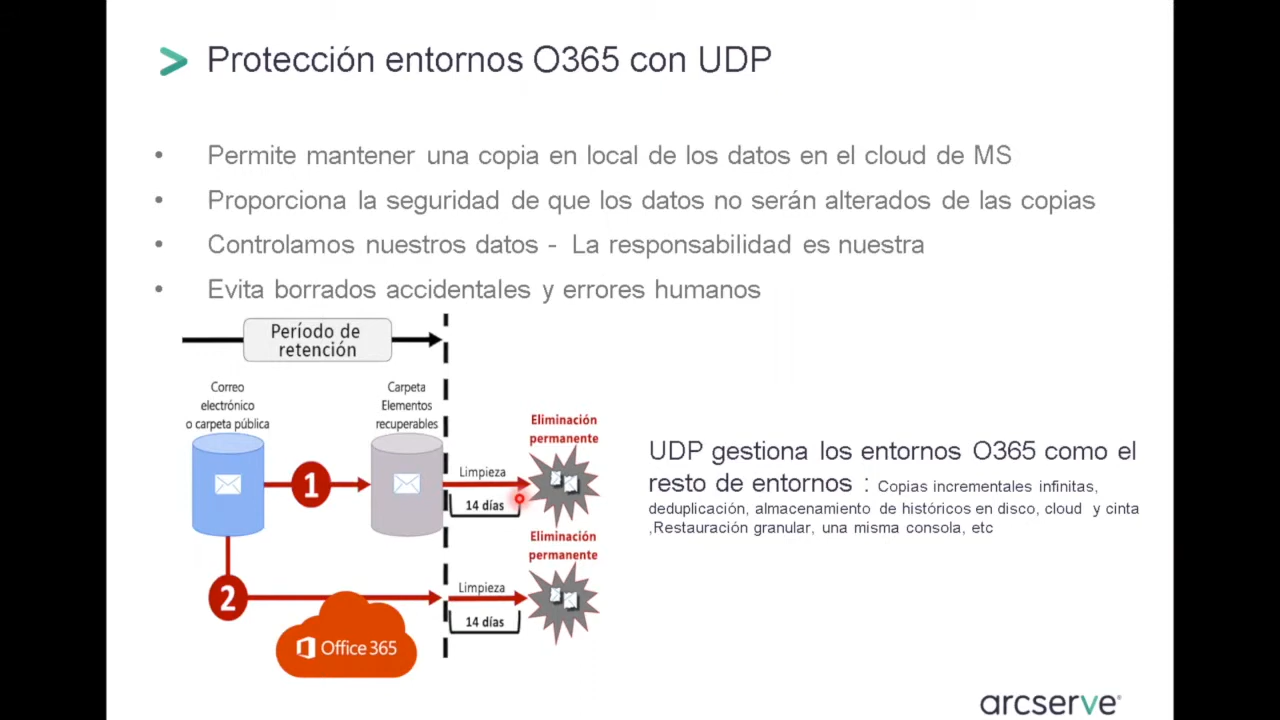 Protección entornos O365 con UDP
• Permite mantener una copia en local de los datos en el cloud de MS
• Proporciona la seguridad de que los datos no serán alterados de las copias
• Controlamos nuestros datos - La responsabilidad es nuestra
• Evita borrados accidentales y errores humanos
Período de
retención
Correo
electrónico
o carpeta pública
Carpeta
Elementos
recuperables
1
Limpieza
14 días
Eliminación
permanente
2
Limpieza
14 días
Eliminación
permanente
Office 365
UDP gestiona los entornos O365 como el
resto de entornos : Copias incrementales infinitas,
deduplicación, almacenamiento de históricos en disco, cloud y cinta
,Restauración granular, una misma consola, etc
arcserve®